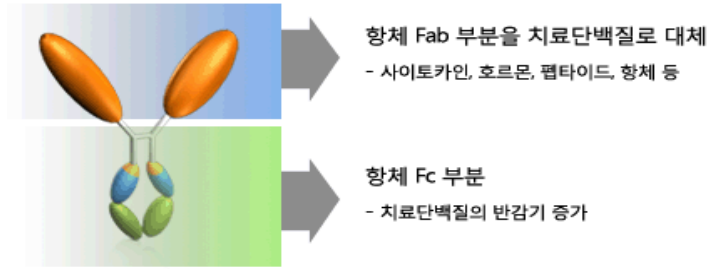 항체 Fab 부분을 치료단백질로 대체
- 사이토카인, 호르몬, 펩타이드, 항체 등
항체 Fc 부분
- 치료단백질의 반감기 증가